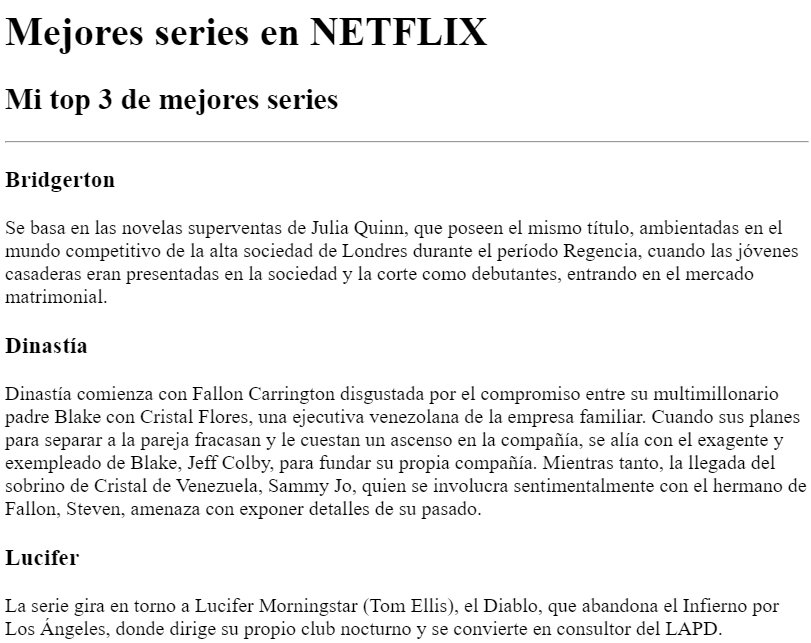 Mejores series en NETFLIX
Mi top 3 de mejores series
Bridgerton
Se basa en las novelas superventas de Julia Quinn, que poseen el mismo título, ambientadas en el
mundo competitivo de la alta sociedad de Londres durante el período Regencia, cuando las jóvenes
casaderas eran presentadas en la sociedad y la corte como debutantes, entrando en el mercado
matrimonial.
Dinastía
Dinastía comienza con Fallon Carrington disgustada por el compromiso entre su multimillonario
padre Blake con Cristal Flores, una ejecutiva venezolana de la empresa familiar. Cuando sus planes
para separar a la pareja fracasan y le cuestan un ascenso en la compañía, se alía con el exagente y
exempleado de Blake, Jeff Colby, para fundar su propia compañía. Mientras tanto, la llegada del
sobrino de Cristal de Venezuela, Sammy Jo, quien se involucra sentimentalmente con el hermano de
Fallon, Steven, amenaza con exponer detalles de su pasado.
Lucifer
La serie gira en torno a Lucifer Morningstar (Tom Ellis), el Diablo, que abandona el Infierno por
Los Ángeles, donde dirige su propio club nocturno y se convierte en consultor del LAPD.